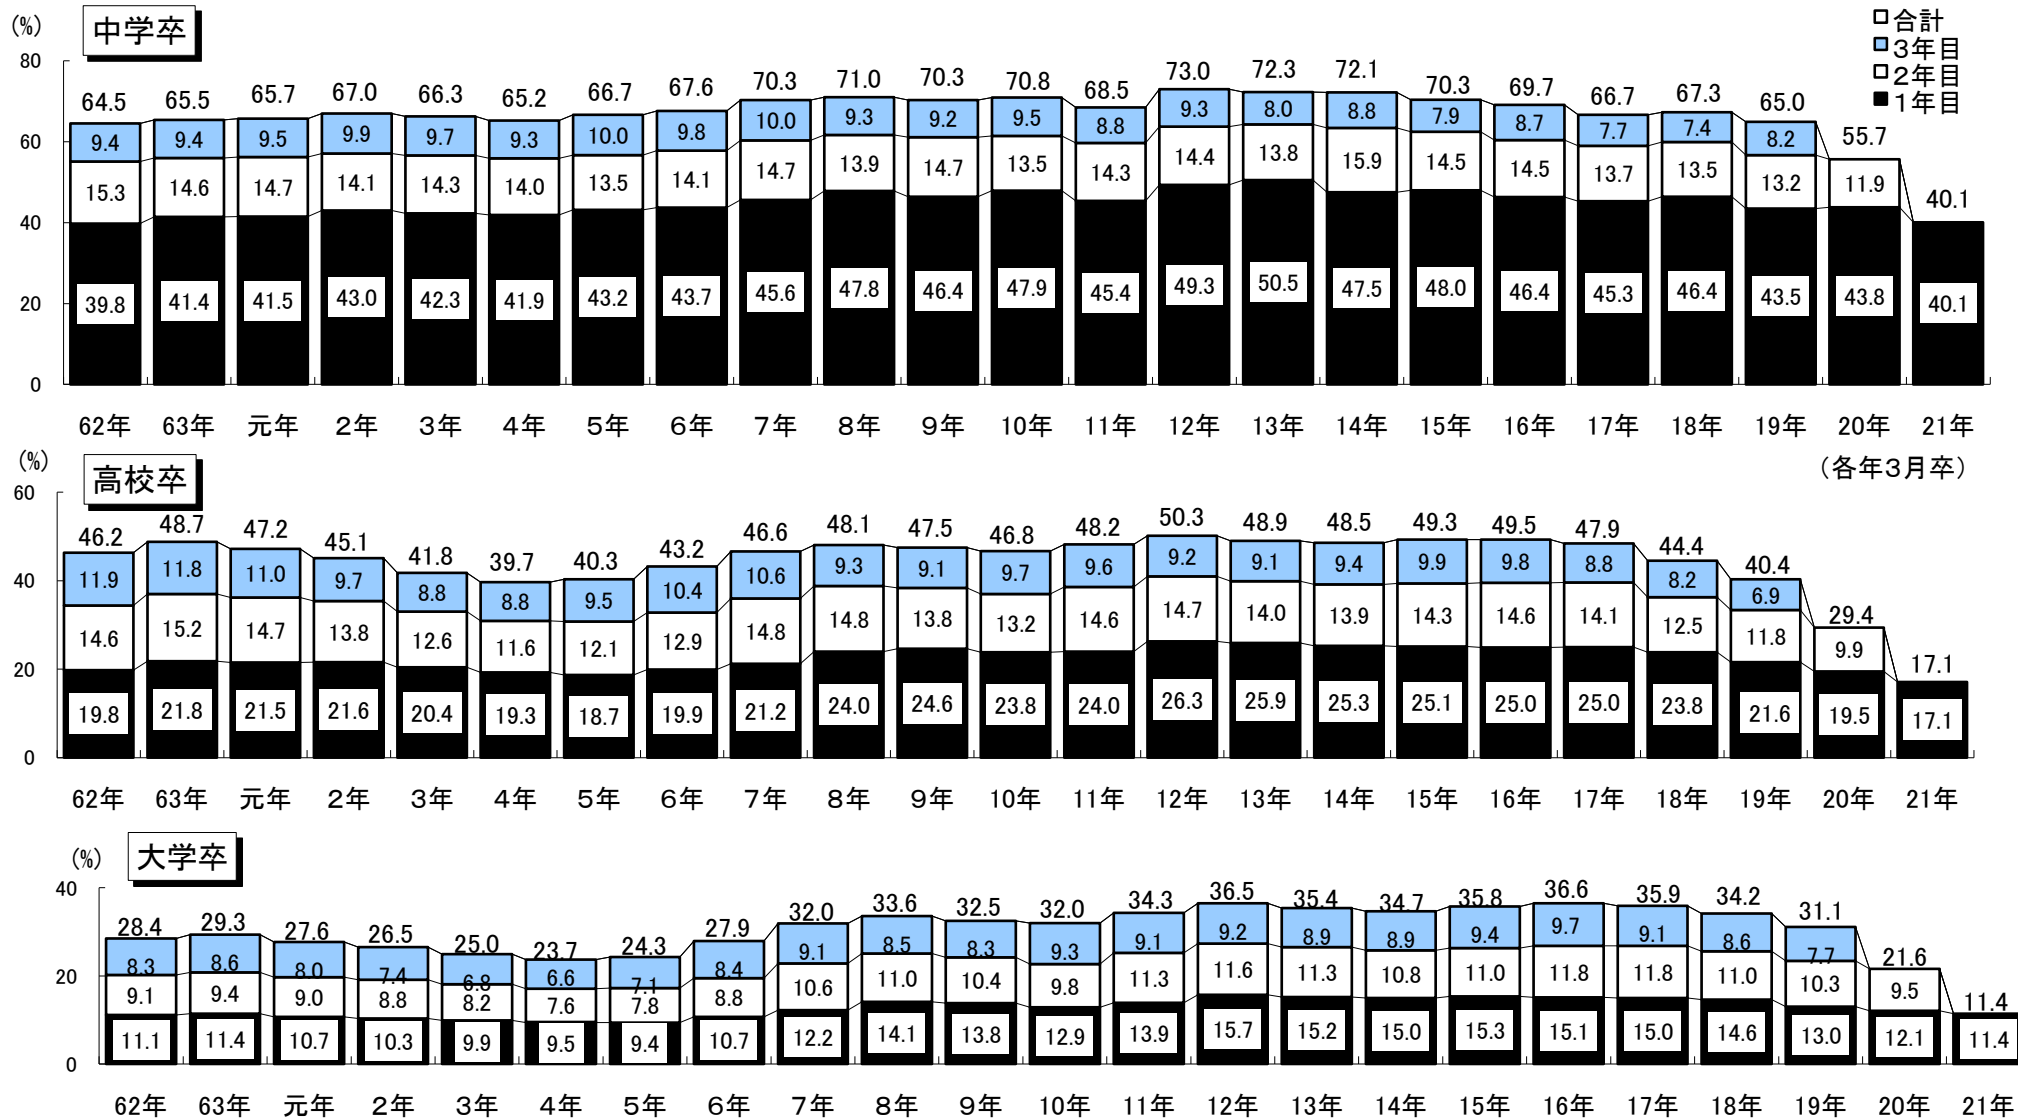 (%)
中学卒
□合計
■3年目
□2年目
■1年目
80
60
40
20
0
64.5 65.5 65.7 67.0 66.3 65.2 66.7 67.6 70.3 71.0 70.3 70.8 68.5 73.0 72.3 72.1 70.3 69.7 66.7 67.3 65.0 55.7 40.1
9.4 9.4 9.5 9.9 9.7 9.3 10.0 9.8 10.0 9.3 9.2 9.5 8.8 9.3 8.0 8.8 7.9 8.7 7.7 7.4 8.2
15.3 14.6 14.7 14.1 14.3 14.0 13.5 14.1 14.7 13.9 14.7 13.5 14.3 14.4 13.8 15.9 14.5 14.5 13.7 13.5 13.2 11.9
39.8 41.4 41.5 43.0 42.3 41.9 43.2 43.7 45.6 47.8 46.4 47.9 45.4 49.3 50.5 47.5 48.0 46.4 45.3 46.4 43.5 43.8 40.1
62年 63年 元年 2年 3年 4年 5年 6年 7年 8年 9年 10年 11年 12年 13年 14年 15年 16年 17年 18年 19年 20年 21年
(各年3月卒)
(%)
高校卒
60
40
20
0
46.2 48.7 47.2 45.1 41.8 39.7 40.3 43.2 46.6 48.1 47.5 46.8 48.2 50.3 48.9 48.5 49.3 49.5 47.9 44.4 40.4 29.4 17.1
11.9 11.8 11.0 9.7 8.8 8.8 9.5 10.4 10.6 9.3 9.1 9.7 9.6 9.2 9.1 9.4 9.9 9.8 8.8 8.2 6.9
14.6 15.2 14.7 13.8 12.6 11.6 12.1 12.9 14.8 14.8 13.8 13.2 14.6 14.7 14.0 13.9 14.3 14.6 14.1 12.5 11.8 9.9
19.8 21.8 21.5 21.6 20.4 19.3 18.7 19.9 21.2 24.0 24.6 23.8 24.0 26.3 25.9 25.3 25.1 25.0 25.0 23.8 21.6 19.5 17.1
62年 63年 元年 2年 3年 4年 5年 6年 7年 8年 9年 10年 11年 12年 13年 14年 15年 16年 17年 18年 19年 20年 21年
(%)
大学卒
40
20
0
28.4 29.3 27.6 26.5 25.0 23.7 24.3 27.9 32.0 33.6 32.5 32.0 34.3 36.5 35.4 34.7 35.8 36.6 35.9 34.2 31.1 21.6 11.4
8.3 8.6 8.0 7.4 6.8 6.6 7.1 8.4 9.1 8.5 8.3 9.3 9.1 9.2 8.9 8.9 9.4 9.7 9.1 8.6 7.7
9.1 9.4 9.0 8.8 8.2 7.6 7.8 8.8 10.6 11.0 10.4 9.8 11.3 11.6 11.3 10.8 11.0 11.8 11.8 11.0 10.3 9.5
11.1 11.4 10.7 10.3 9.9 9.5 9.4 10.7 12.2 14.1 13.8 12.9 13.9 15.7 15.2 15.0 15.3 15.1 15.0 14.6 13.0 12.1 11.4
62年 63年 元年 2年 3年 4年 5年 6年 7年 8年 9年 10年 11年 12年 13年 14年 15年 16年 17年 18年 19年 20年 21年